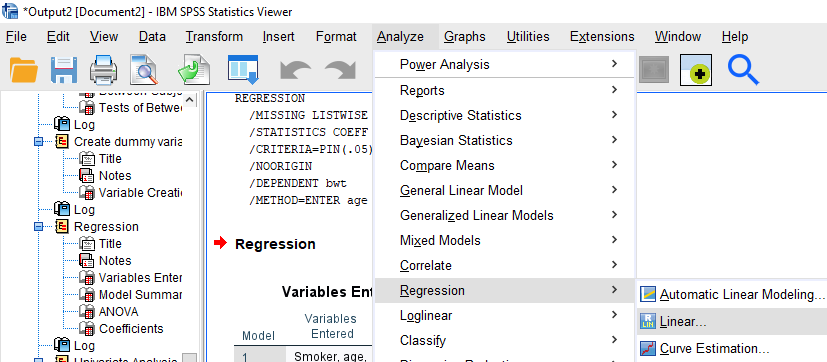 *Output2 [Document2] - IBM SPSS Statistics Viewer
File Edit View Data Transform Insert Format Analyze Graphs Utilities Extensions Window Help
Tests of Betwee
Log
Create dummy varia
Title
Notes
Variable Creatio
Log
Regression
Title
Notes
Variables Enter
Model Summar
ANOVA
Coefficients
Log
REGRESSION
/MISSING LISTWISE
/STATISTICS COEFF
/CRITERIA=PIN(.05)
/NOORIGIN
/DEPENDENT bwt
/METHOD=ENTER age
Regression
Variables Ent
Model
Variables
Entered
1
Smoker, age,
Power Analysis
Reports
Descriptive Statistics
Bayesian Statistics
Compare Means
General Linear Model
Generalized Linear Models
Mixed Models
Correlate
Regression
Loglinear
Classify
Automatic Linear Modeling...
Linear...
Curve Estimation...